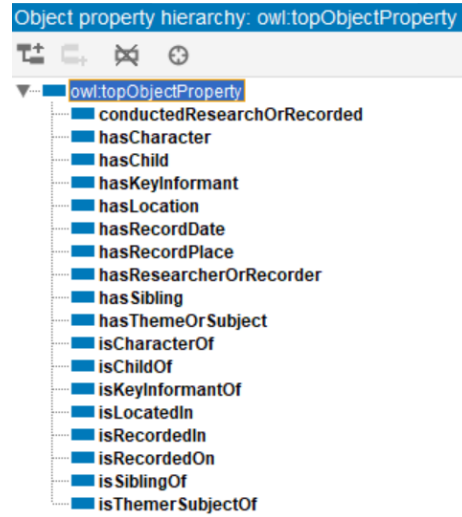 Object property hierarchy: owl:topObjectProperty
owl:topObjectProperty
conductedResearchOrRecorded
hasCharacter
hasChild
hasKeyInformant
hasLocation
hasRecordDate
hasRecordPlace
hasResearcherOrRecorder
hasSibling
hasThemeOrSubject
isCharacterOf
isChildOf
isKeyInformantOf
isLocatedIn
isRecordedIn
isRecordedOn
isSiblingOf
isThemerSubjectOf